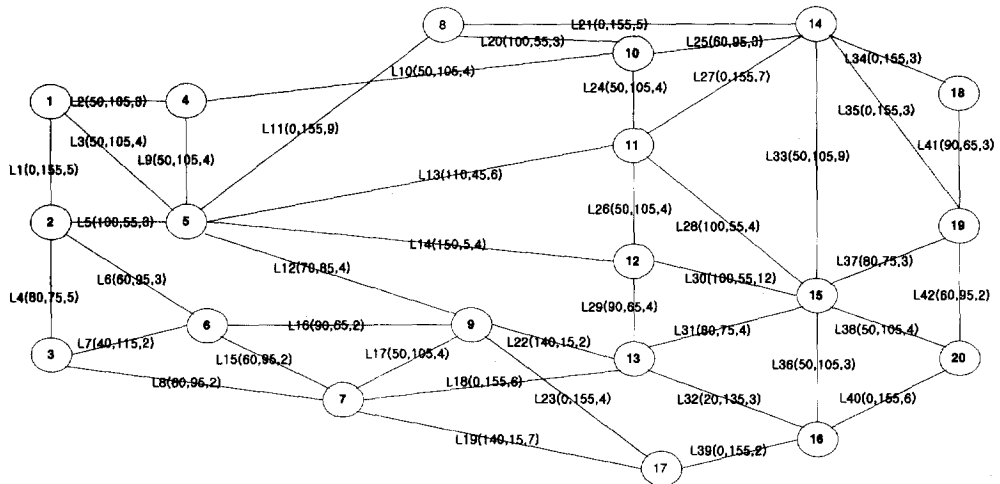 8
L21(0,155,5)
14
L20(100,55,3)
L25(60,95,8)
10
L34(0,155,3)
L10(50,105,4)
L27(0,155,7)
L24(50,105,4)
18
1
L2(50,105,8)
4
L35(0,155,3)
L3(50,105,4)
L11(0,155,9)
L41(90,65,3)
11
L33(50,105,9)
L9(50,105,4)
L1(0,155,5)
L13(110,45,6)
L26(50,105,4)
2
L5(100,55,8)
5
L28(100,55,4)
19
L14(150,5,4)
L6(60,95,3)
L12(70,85,4)
12
L37(80,75,3)
L30(100,55,12)
L4(80,75,5)
15
L42(60,95,2)
L29(90,65,4)
6
L16(90,65,2)
9
L31(80,75,4)
L38(50,105,4)
L7(40,115,2)
L22(140,15,2)
3
L15(60,95,2)
L17(50,105,4)
13
20
L36(50,105,3)
L8(60,95,2)
L18(0,155,6)
7
L23(0,155,4)
L32(20,135,3)
L40(0,155,6)
L19(140,15,7)
16
L39(0,155,2)
17